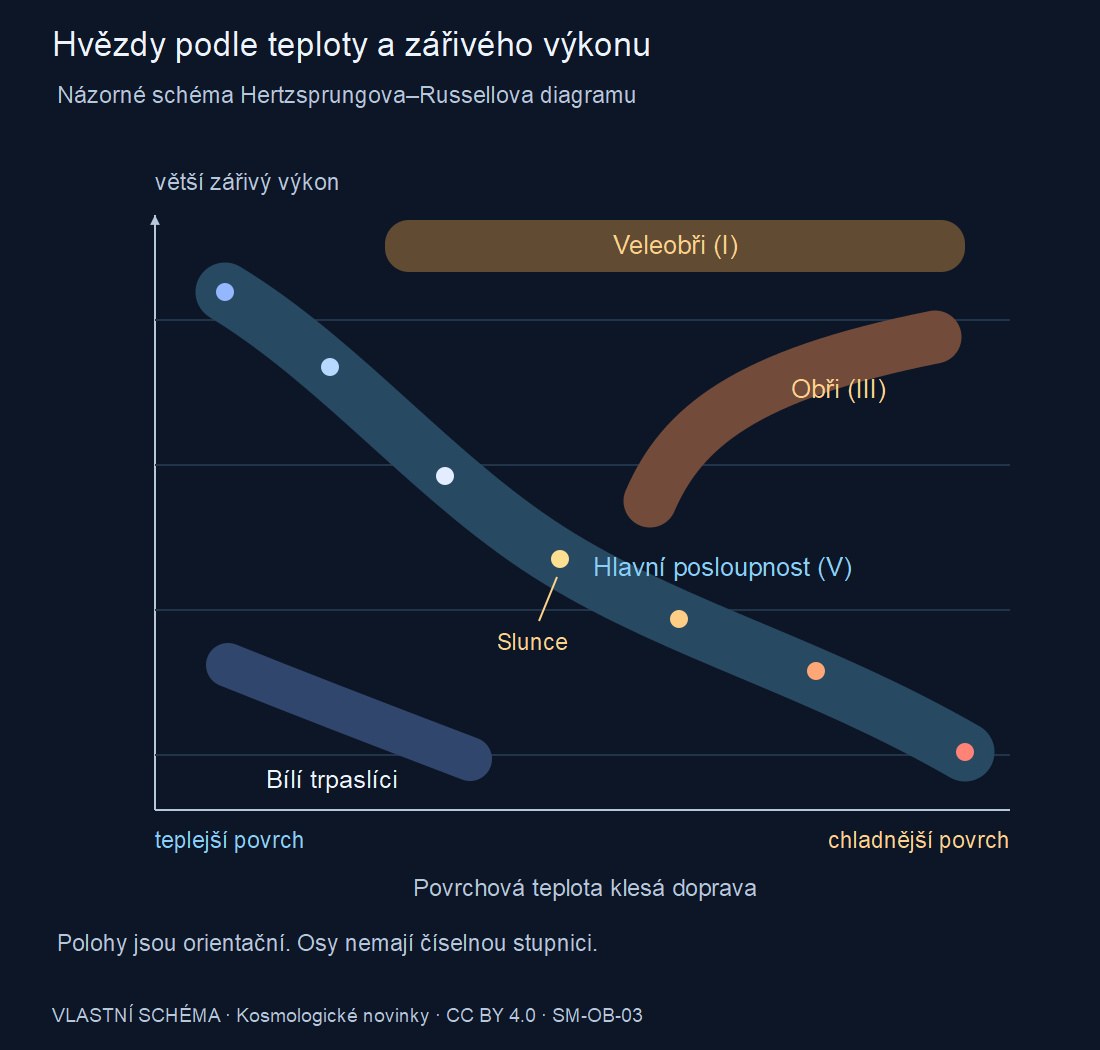 Hvězdy podle teploty a zářivého výkonu
Názorné schéma Hertzsprungova–Russellova diagramu
větší zářivý výkon
Veleobři (I)
Obři (III)
Hlavní posloupnost (V)
Slunce
Bílí trpaslíci
teplejší povrch
chladnější povrch
Povrchová teplota klesá doprava
Polohy jsou orientační. Osy nemají číselnou stupnici.
VLASTNÍ SCHÉMA · Kosmologické novinky · CC BY 4.0 · SM-OB-03